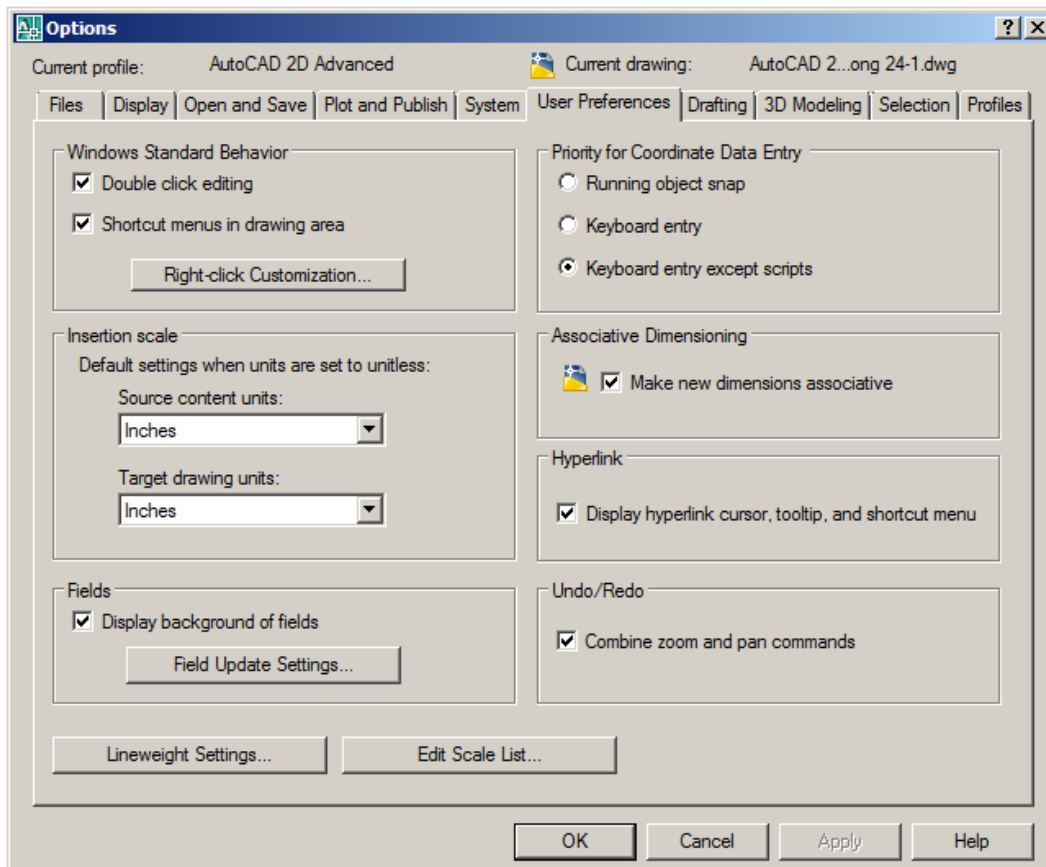 Options
Current profile: AutoCAD 2D Advanced Current drawing: AutoCAD 2...ong 24-1.dwg
Files Display Open and Save Plot and Publish System User Preferences Drafting 3D Modeling Selection Profiles
Windows Standard Behavior
Double click editing
Shortcut menus in drawing area
Right-click Customization...
Insertion scale
Default settings when units are set to unitless:
Source content units:
Inches
Target drawing units:
Inches
Fields
Display background of fields
Field Update Settings...
Priority for Coordinate Data Entry
Running object snap
Keyboard entry
Keyboard entry except scripts
Associative Dimensioning
Make new dimensions associative
Hyperlink
Display hyperlink cursor, tooltip, and shortcut menu
Undo/Redo
Combine zoom and pan commands
Lineweight Settings... Edit Scale List...
OK Cancel Apply Help